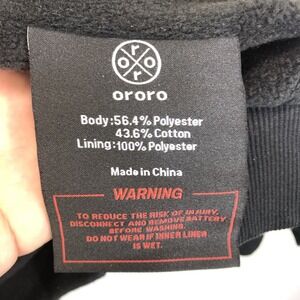 o r o r
ororo
Body:56.4% Polyester
43.6% Cotton
Lining:100% Polyester
Made in China
WARNING
TO REDUCE THE RISK OF INJURY,
DISCONNECT AND REMOVE BATTERY
BEFORE WASHING.
DO NOT WEAR IF INNER LINER
IS WET.